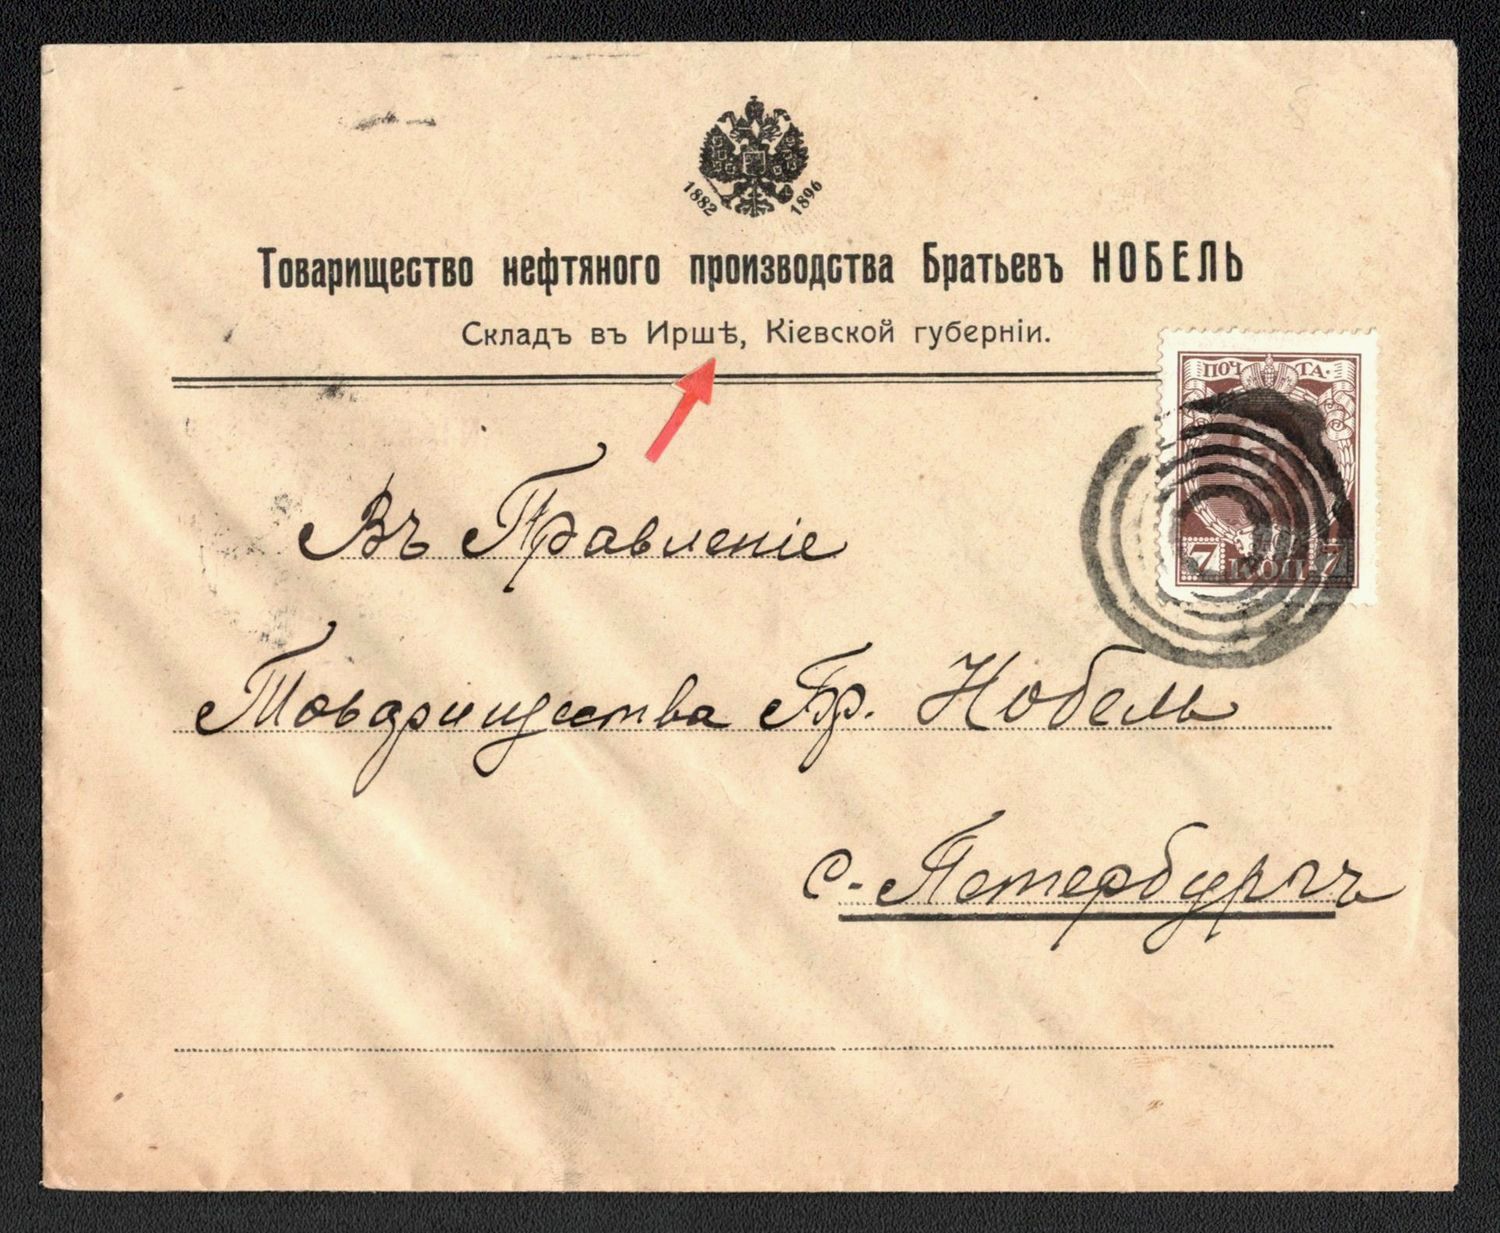 1882 1896
Товарищество нефтяного производства Братьевъ НОБЕЛЬ
Складъ въ Иршѣ, Кіевской губерніи.
ПОЧТА.
7 КОП 7
Въ Правленіе
Товарищества Бр. Нобель
С.-Петербургъ